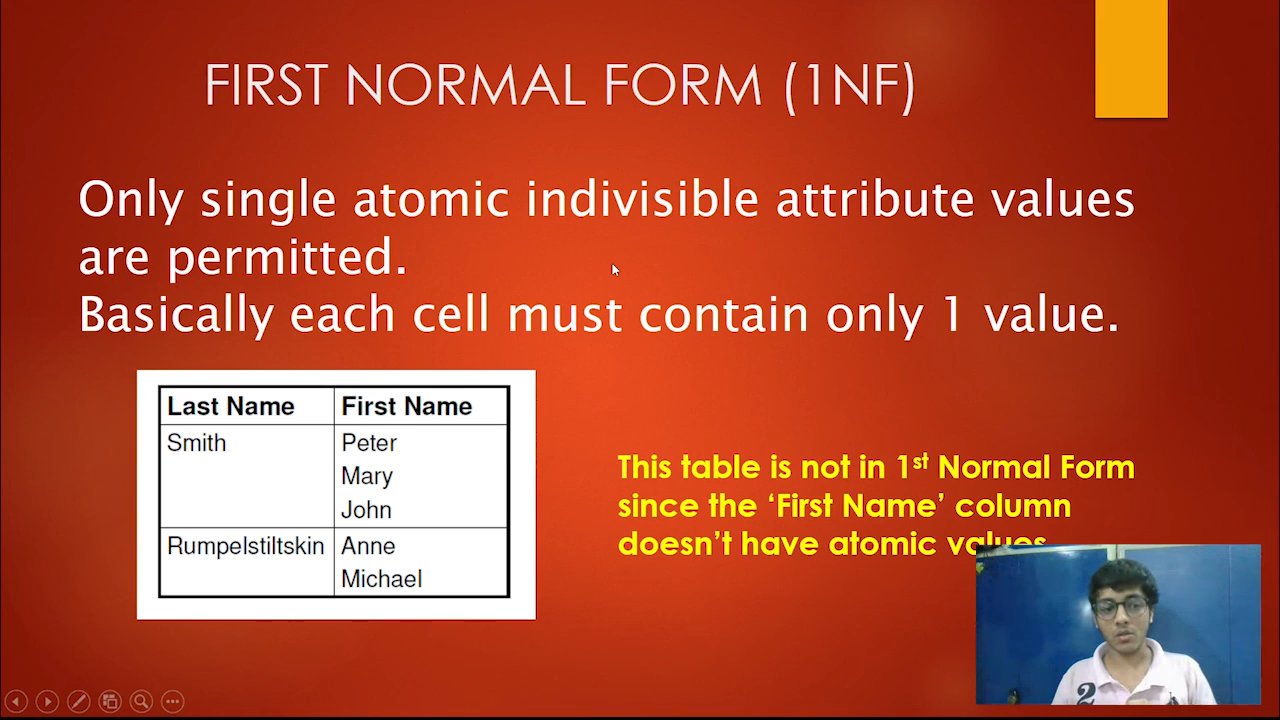 FIRST NORMAL FORM (1NF)
Only single atomic indivisible attribute values
are permitted.
Basically each cell must contain only 1 value.
Last Name First Name
Smith Peter
Mary
John
Rumpelstiltskin Anne
Michael
This table is not in 1st Normal Form
since the ‘First Name’ column
doesn’t have atomic values
2